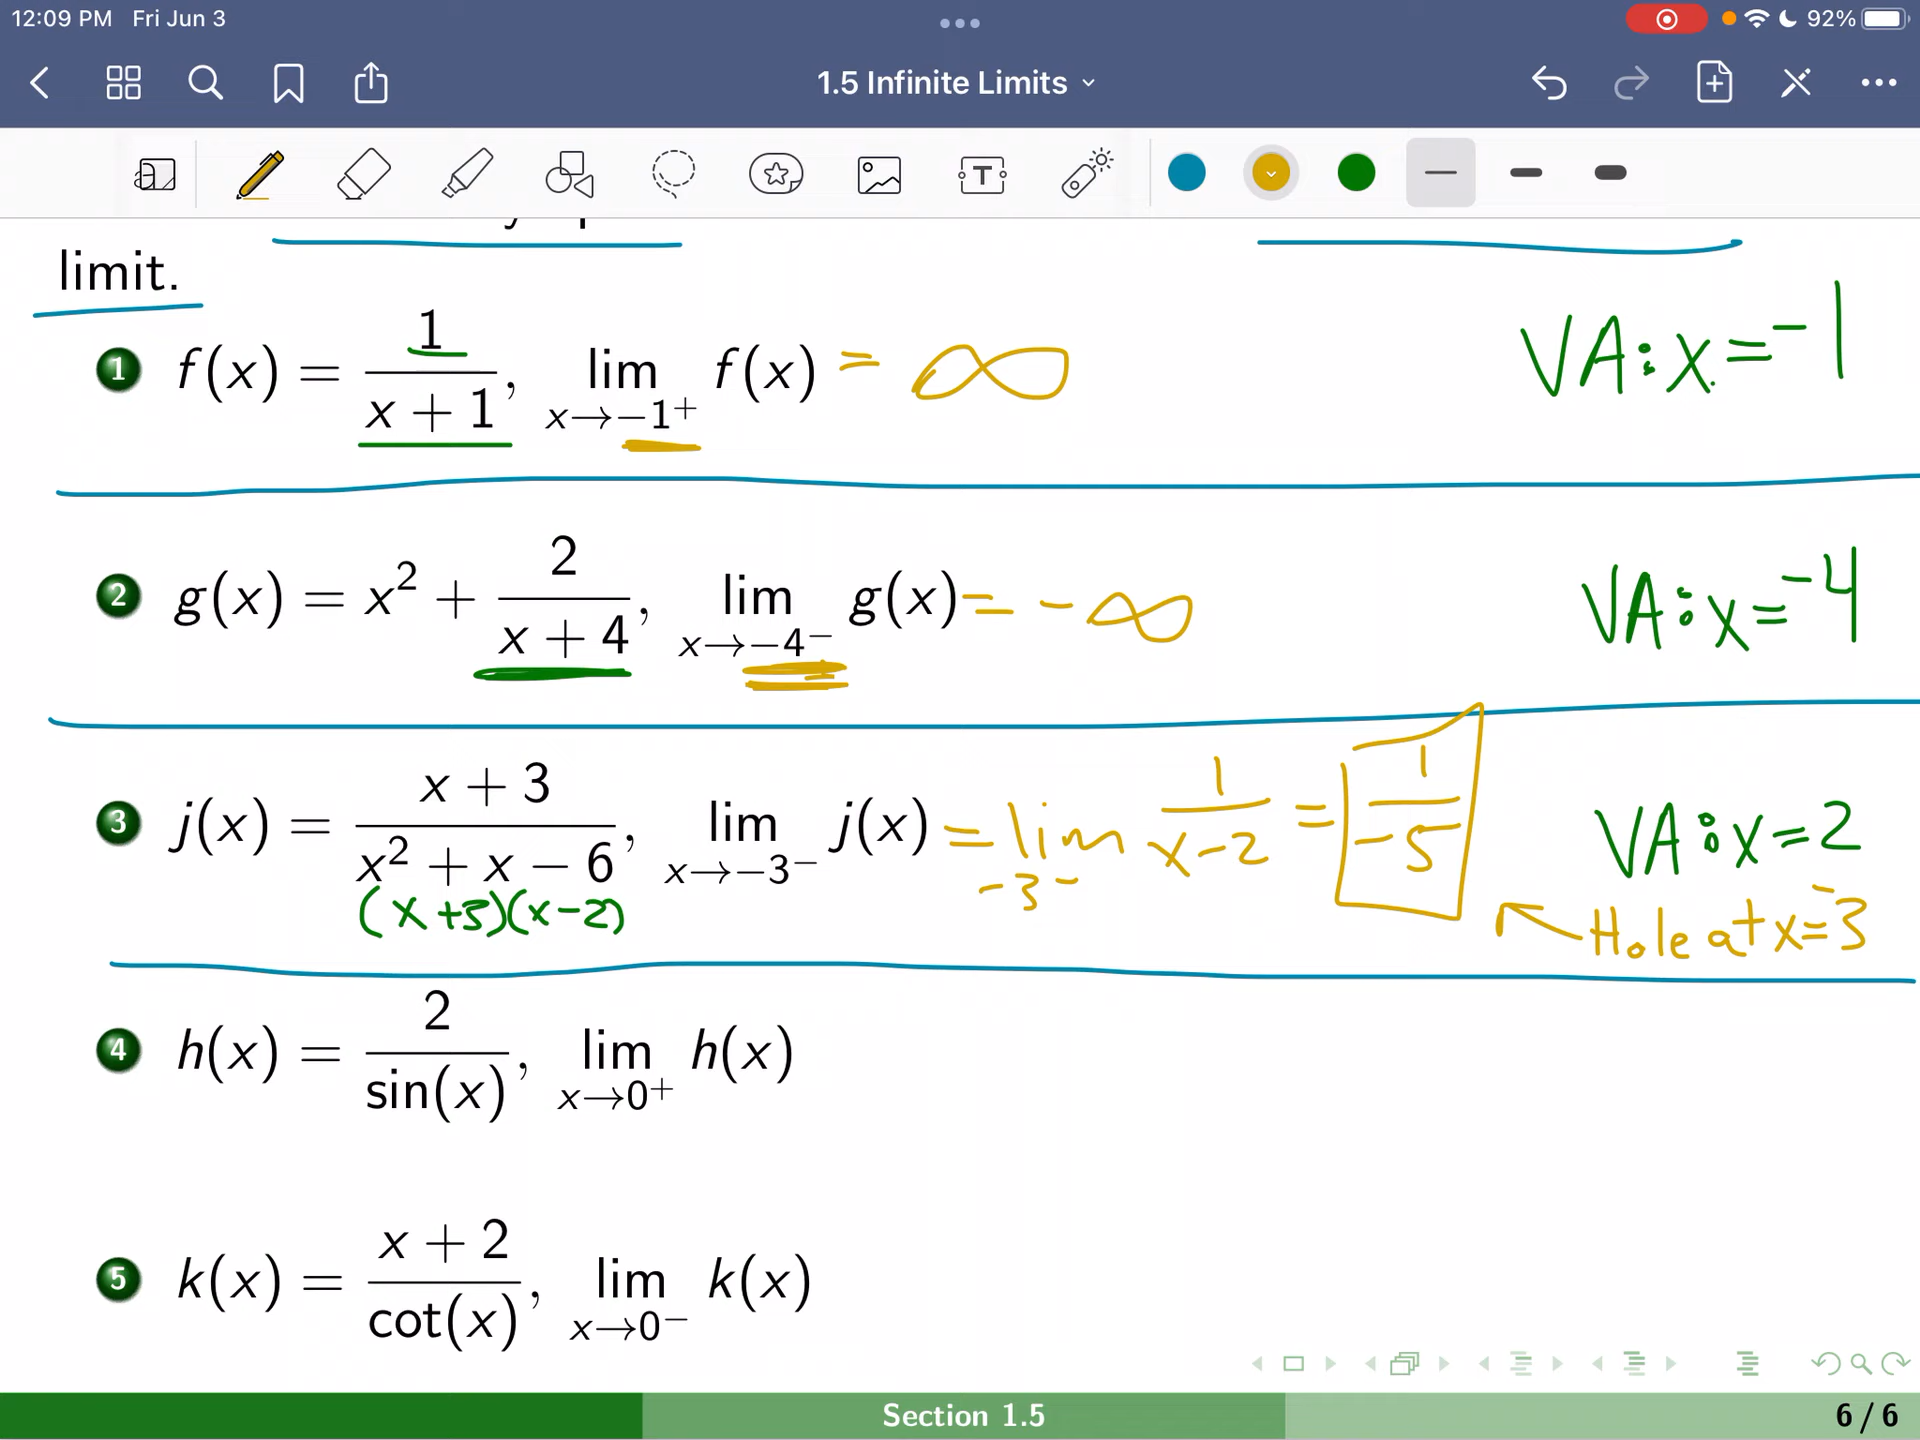 12:09 PM Fri Jun 3 92%
1.5 Infinite Limits
limit.
1 f(x) = 1/(x + 1), lim x→−1⁺ f(x) = ∞ VA: x = -1
2 g(x) = x² + 2/(x + 4), lim x→−4⁻ g(x) = -∞ VA: x = -4
3 j(x) = (x + 3)/(x² + x − 6), lim x→−3⁻ j(x) = lim -3⁻ 1/(x-2) = 1/-5 VA: x = 2
(x+3)(x-2) Hole at x = -3
4 h(x) = 2/sin(x), lim x→0⁺ h(x)
5 k(x) = (x + 2)/cot(x), lim x→0⁻ k(x)
Section 1.5 6 / 6